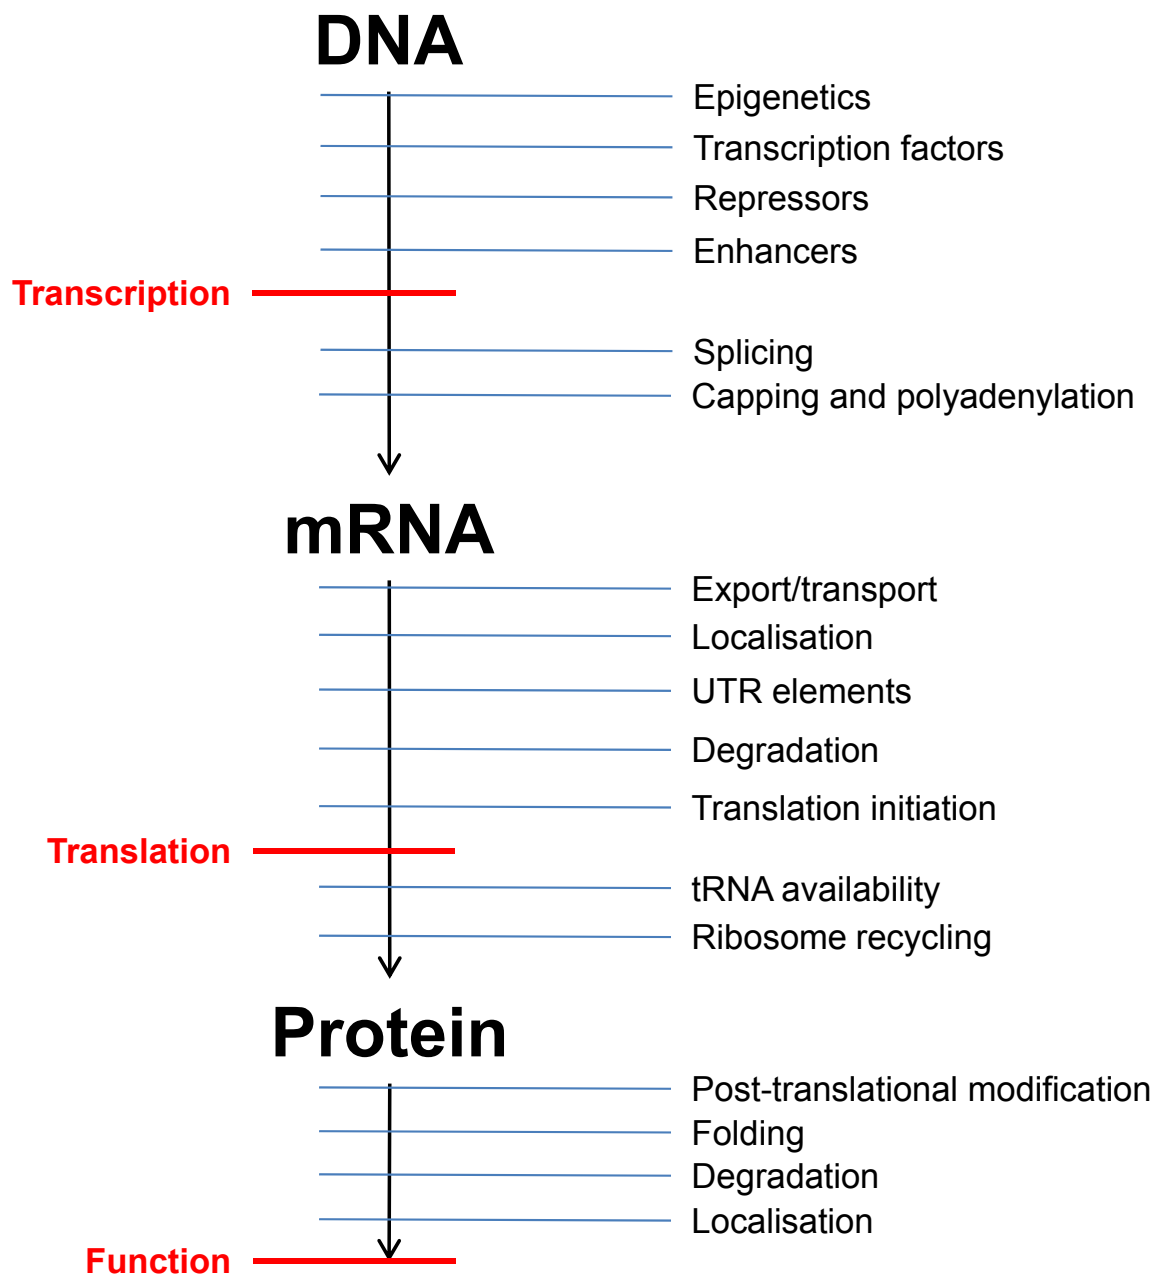 DNA
Epigenetics
Transcription factors
Repressors
Enhancers
Transcription
Splicing
Capping and polyadenylation
mRNA
Export/transport
Localisation
UTR elements
Degradation
Translation initiation
Translation
tRNA availability
Ribosome recycling
Protein
Post-translational modification
Folding
Degradation
Localisation
Function